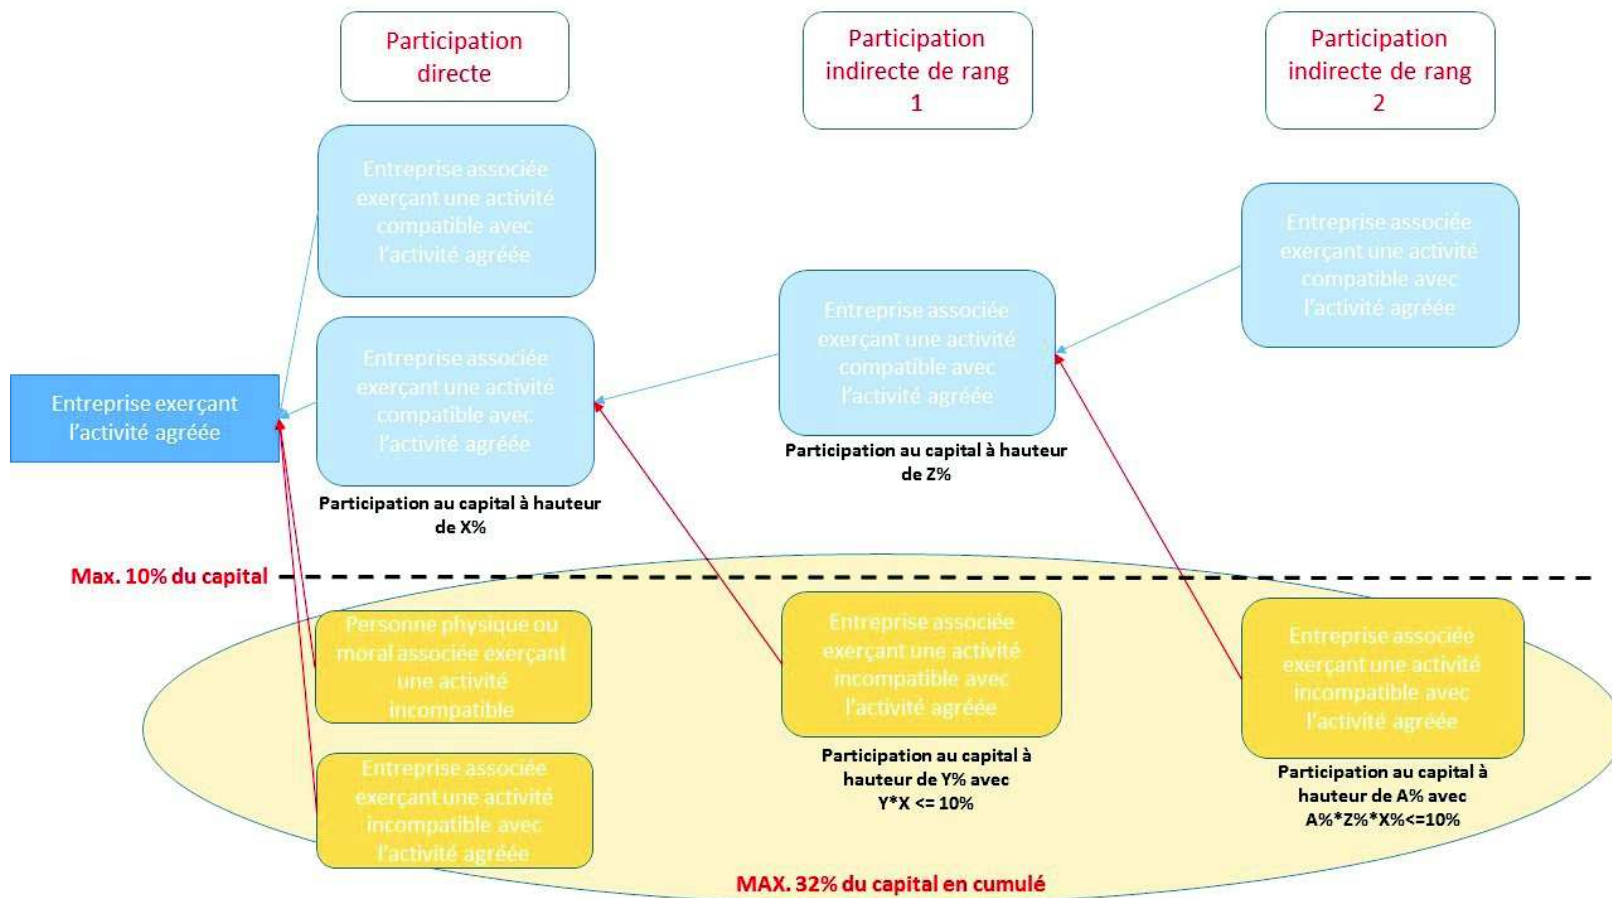 Participation
directe
Participation
indirecte de rang
1
Participation
indirecte de rang
2
Entreprise associée
exerçant une activité
compatible avec
l'activité agréée
Entreprise associée
exerçant une activité
compatible avec
l'activité agréée
Entreprise associée
exerçant une activité
compatible avec
l'activité agréée
Entreprise associée
exerçant une activité
compatible avec
l'activité agréée
Entreprise exerçant
l'activité agréée
Participation au capital à hauteur
de X%
Participation au capital à hauteur
de Z%
Max. 10% du capital
Personne physique ou
moral associée exerçant
une activité
incompatible
Entreprise associée
exerçant une activité
incompatible avec
l'activité agréée
Entreprise associée
exerçant une activité
incompatible avec
l'activité agréée
Participation au capital à
hauteur de Y% avec
Y*X <= 10%
Entreprise associée
exerçant une activité
incompatible avec
l'activité agréée
Participation au capital à
hauteur de A% avec
A%*Z%*X%<=10%
MAX. 32% du capital en cumulé